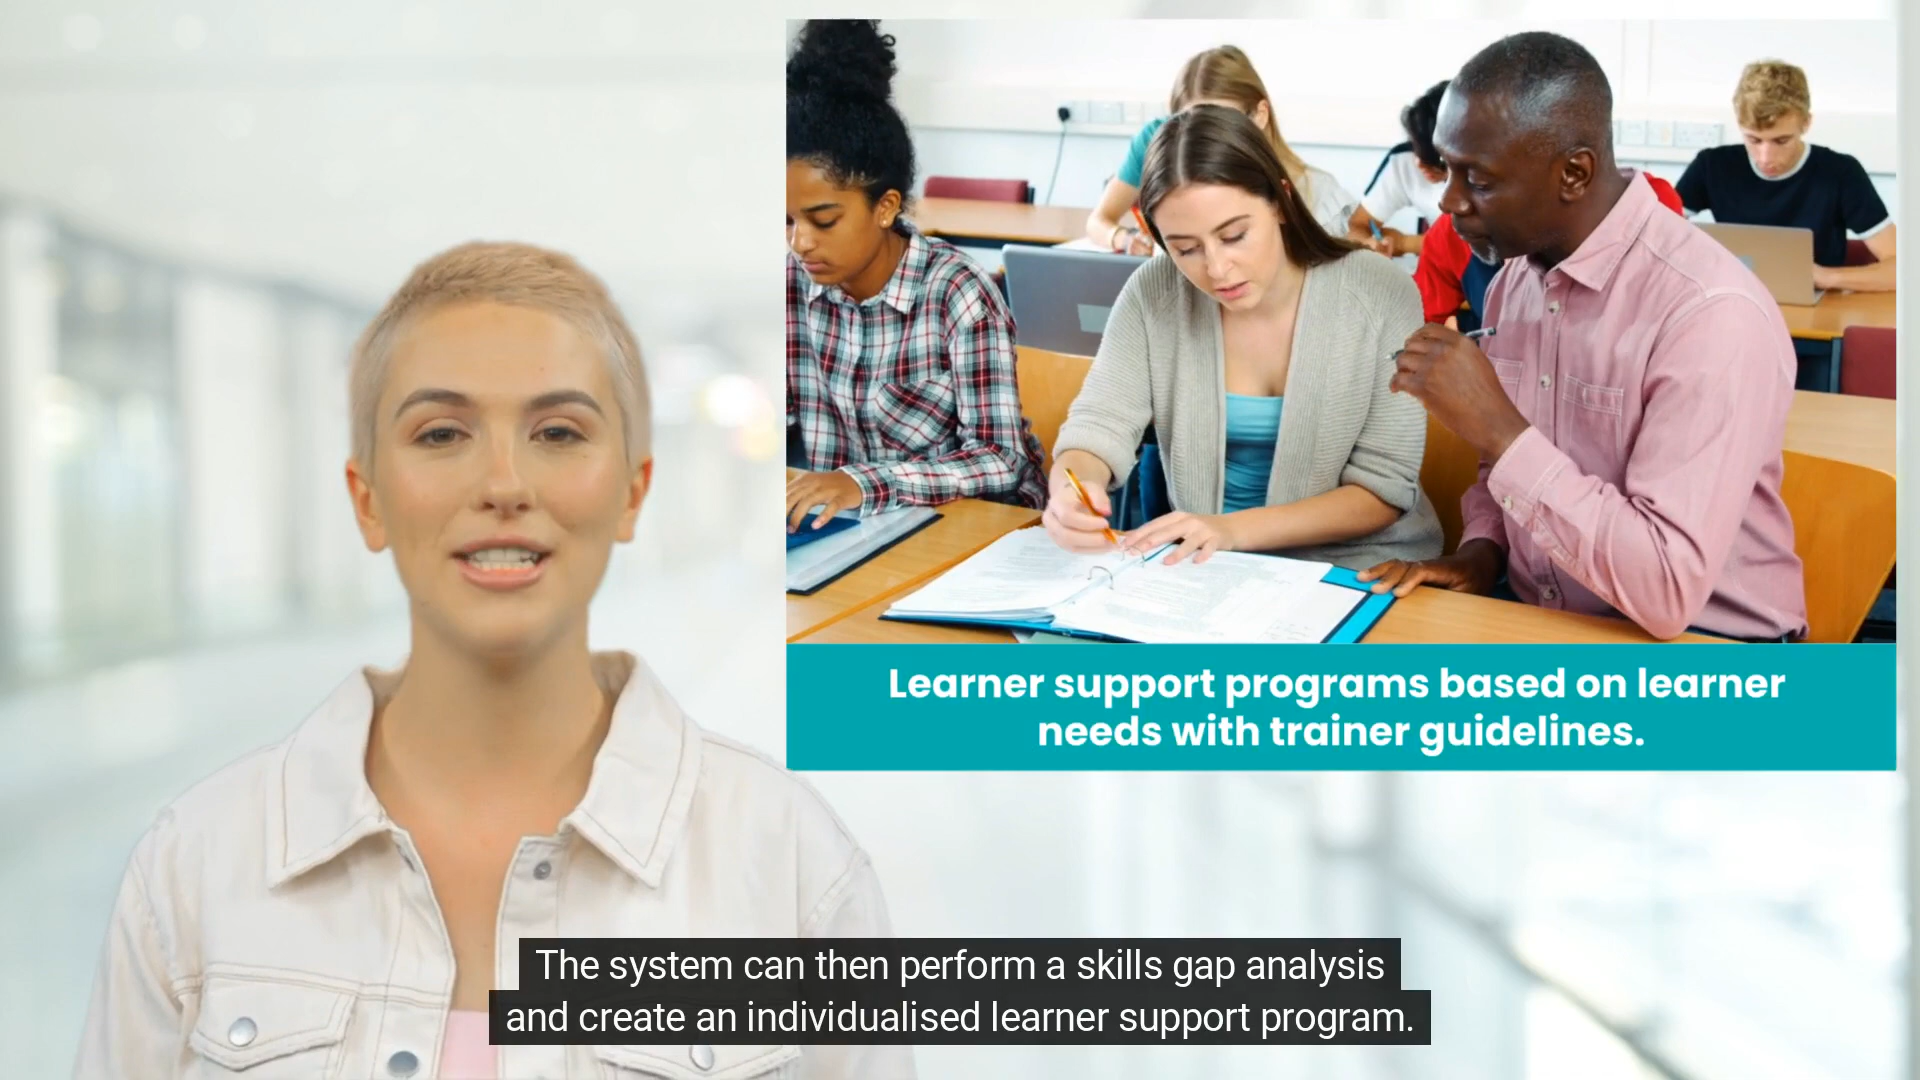 Learner support programs based on learner
needs with trainer guidelines.
The system can then perform a skills gap analysis
and create an individualised learner support program.